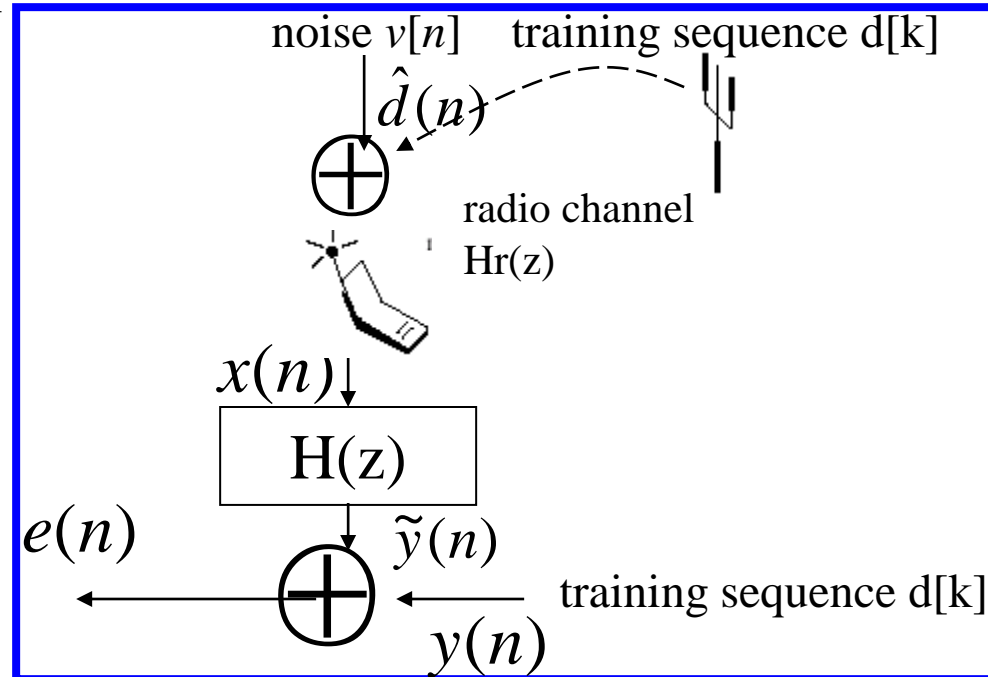 noise v[n] training sequence d[k]
d̂(n)
radio channel
Hr(z)
x(n)
H(z)
e(n) ỹ(n)
training sequence d[k]
y(n)